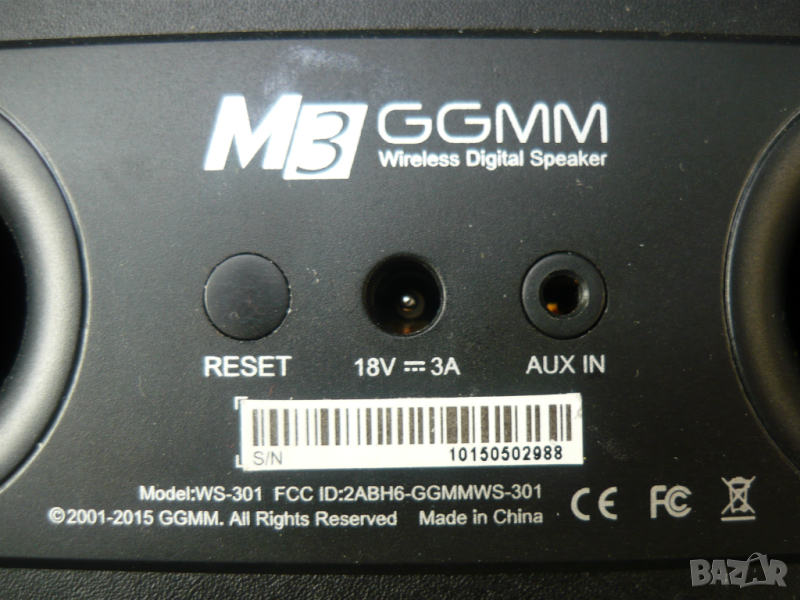 M3 GGMM
Wireless Digital Speaker
RESET 18V 3A AUX IN
S/N 10150502988
Model:WS-301 FCC ID:2ABH6-GGMMWS-301
©2001-2015 GGMM. All Rights Reserved Made in China
CE FC
BAZAR